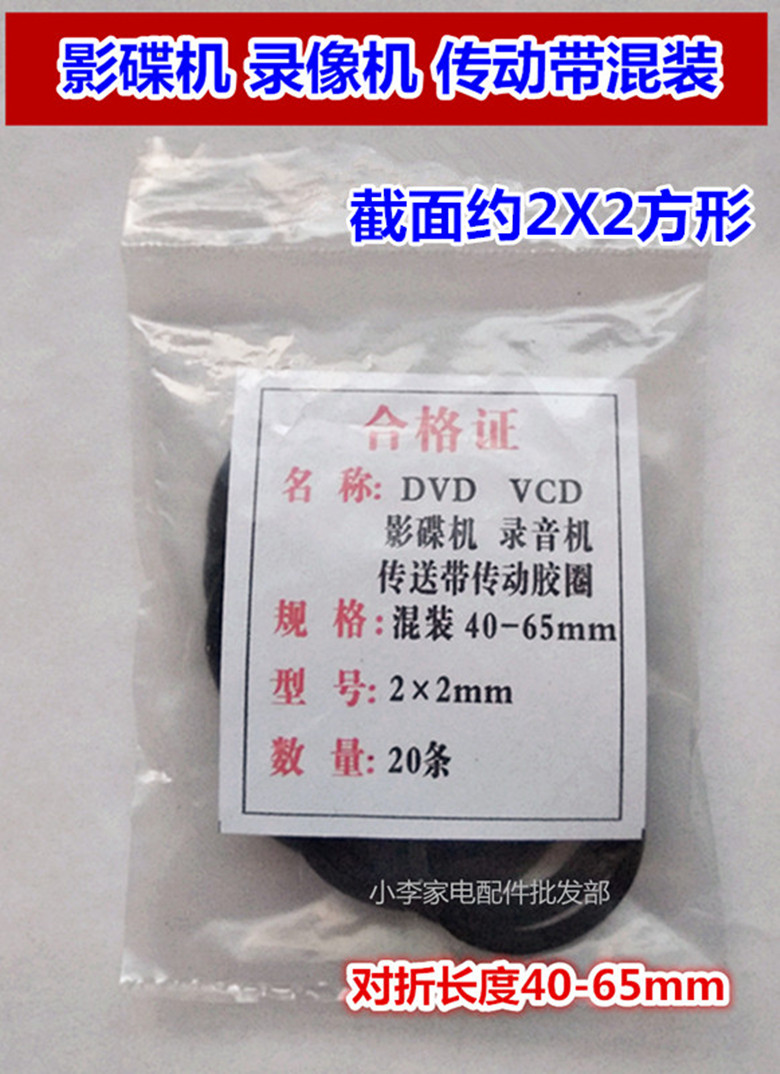 影碟机 录像机 传动带混装
截面约2X2方形
合格证
名 称: DVD VCD
影碟机 录音机
传送带传动胶圈
规 格: 混装 40-65mm
型 号: 2×2mm
数 量: 20条
小李家电配件批发部
对折长度40-65mm